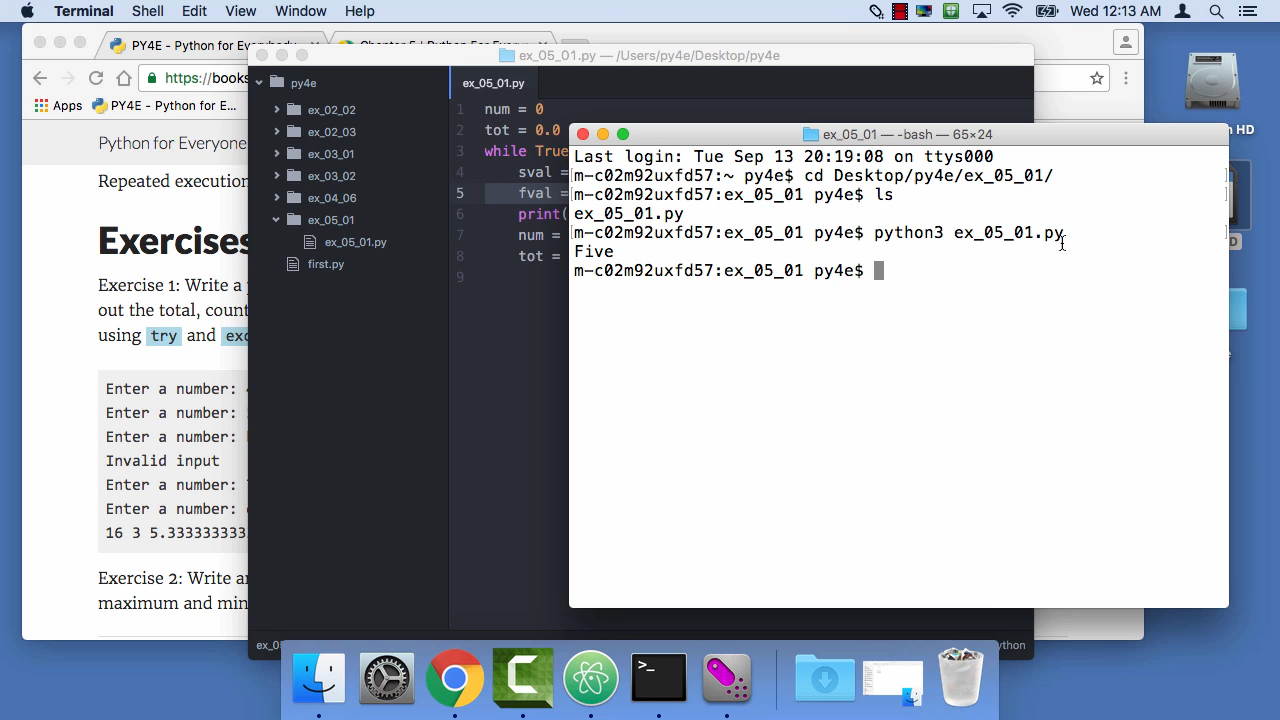 Terminal Shell Edit View Window Help Wed 12:13 AM
PY4E - Python for Everybody
ex_05_01.py — /Users/py4e/Desktop/py4e
https://books
Apps PY4E - Python for E...
Python for Everyone
Repeated execution
Exercises
Exercise 1: Write a
out the total, count
using try and
Enter a number:
Enter a number:
Enter a number:
Invalid input
Enter a number:
Enter a number:
16 3 5.333333333
Exercise 2: Write
maximum and
py4e
ex_02_02
ex_02_03
ex_03_01
ex_03_02
ex_04_06
ex_05_01
ex_05_01.py
first.py
ex_05_01.py
1 num = 0
2 tot = 0.0
3 while True
4 sval =
5 fval =
6 print(
7 num =
8 tot =
9
ex_05_01 — -bash — 65×24
Last login: Tue Sep 13 20:19:08 on ttys000
[m-c02m92uxfd57:~ py4e$ cd Desktop/py4e/ex_05_01/ ]
[m-c02m92uxfd57:ex_05_01 py4e$ ls ]
ex_05_01.py
[m-c02m92uxfd57:ex_05_01 py4e$ python3 ex_05_01.py ]
Five
m-c02m92uxfd57:ex_05_01 py4e$
>_